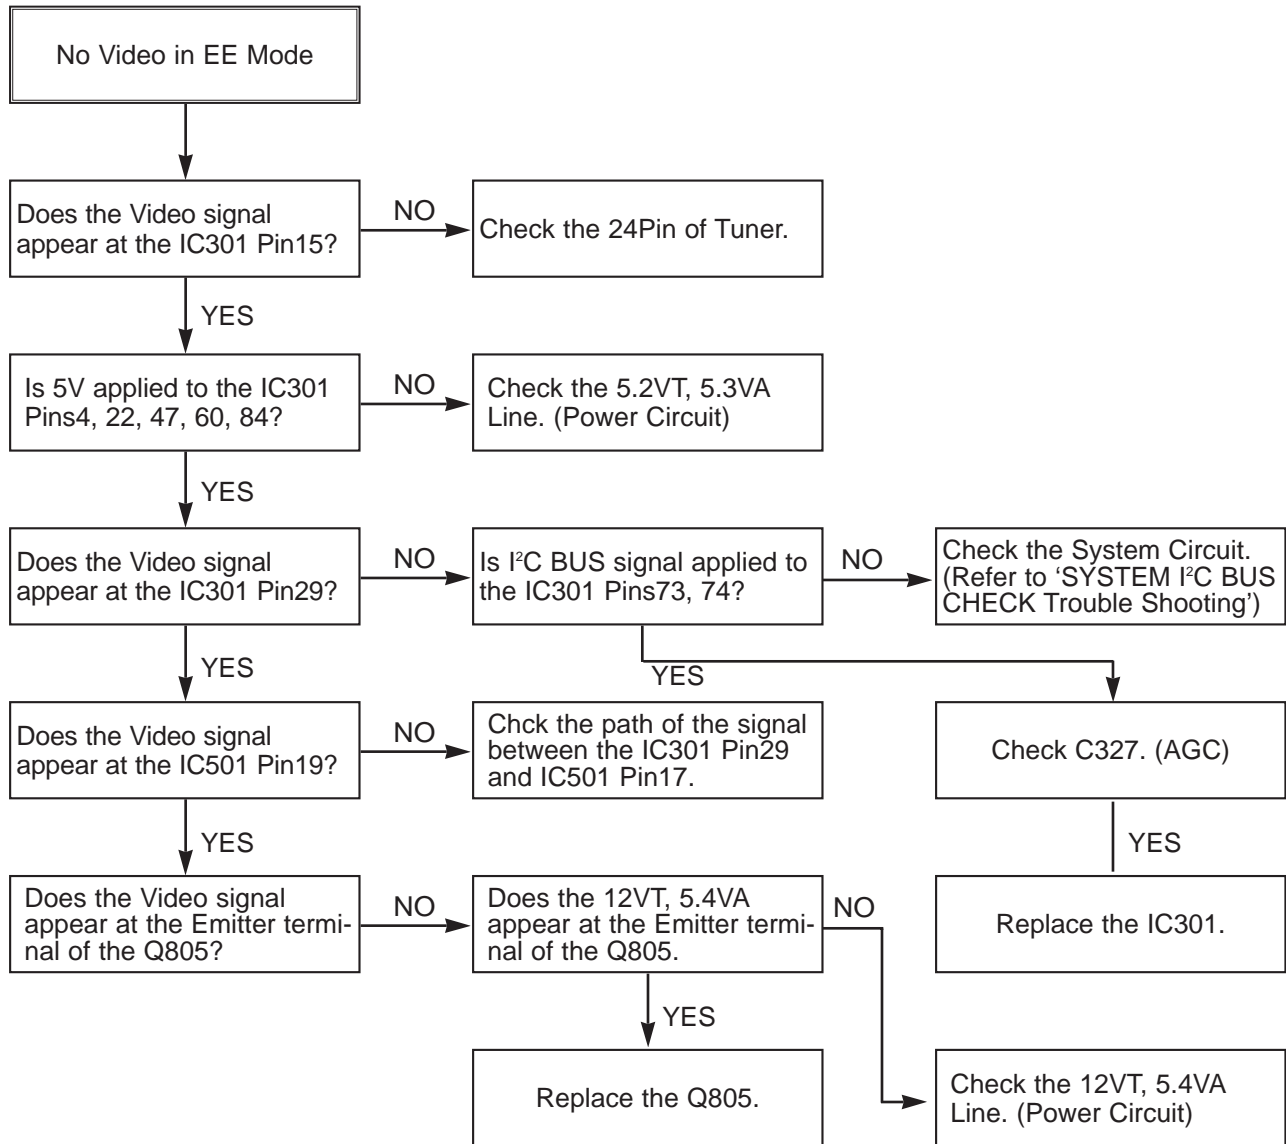 No Video in EE Mode
Does the Video signal
appear at the IC301 Pin15?
NO
Check the 24Pin of Tuner.
YES
Is 5V applied to the IC301
Pins4, 22, 47, 60, 84?
NO
Check the 5.2VT, 5.3VA
Line. (Power Circuit)
YES
Does the Video signal
appear at the IC301 Pin29?
NO
Is I²C BUS signal applied to
the IC301 Pins73, 74?
NO
Check the System Circuit.
(Refer to ‘SYSTEM I²C BUS
CHECK Trouble Shooting’)
YES
YES
Does the Video signal
appear at the IC501 Pin19?
NO
Chck the path of the signal
between the IC301 Pin29
and IC501 Pin17.
Check C327. (AGC)
YES
YES
Does the Video signal
appear at the Emitter termi-
nal of the Q805?
NO
Does the 12VT, 5.4VA
appear at the Emitter termi-
nal of the Q805.
NO
Replace the IC301.
YES
Replace the Q805.
Check the 12VT, 5.4VA
Line. (Power Circuit)